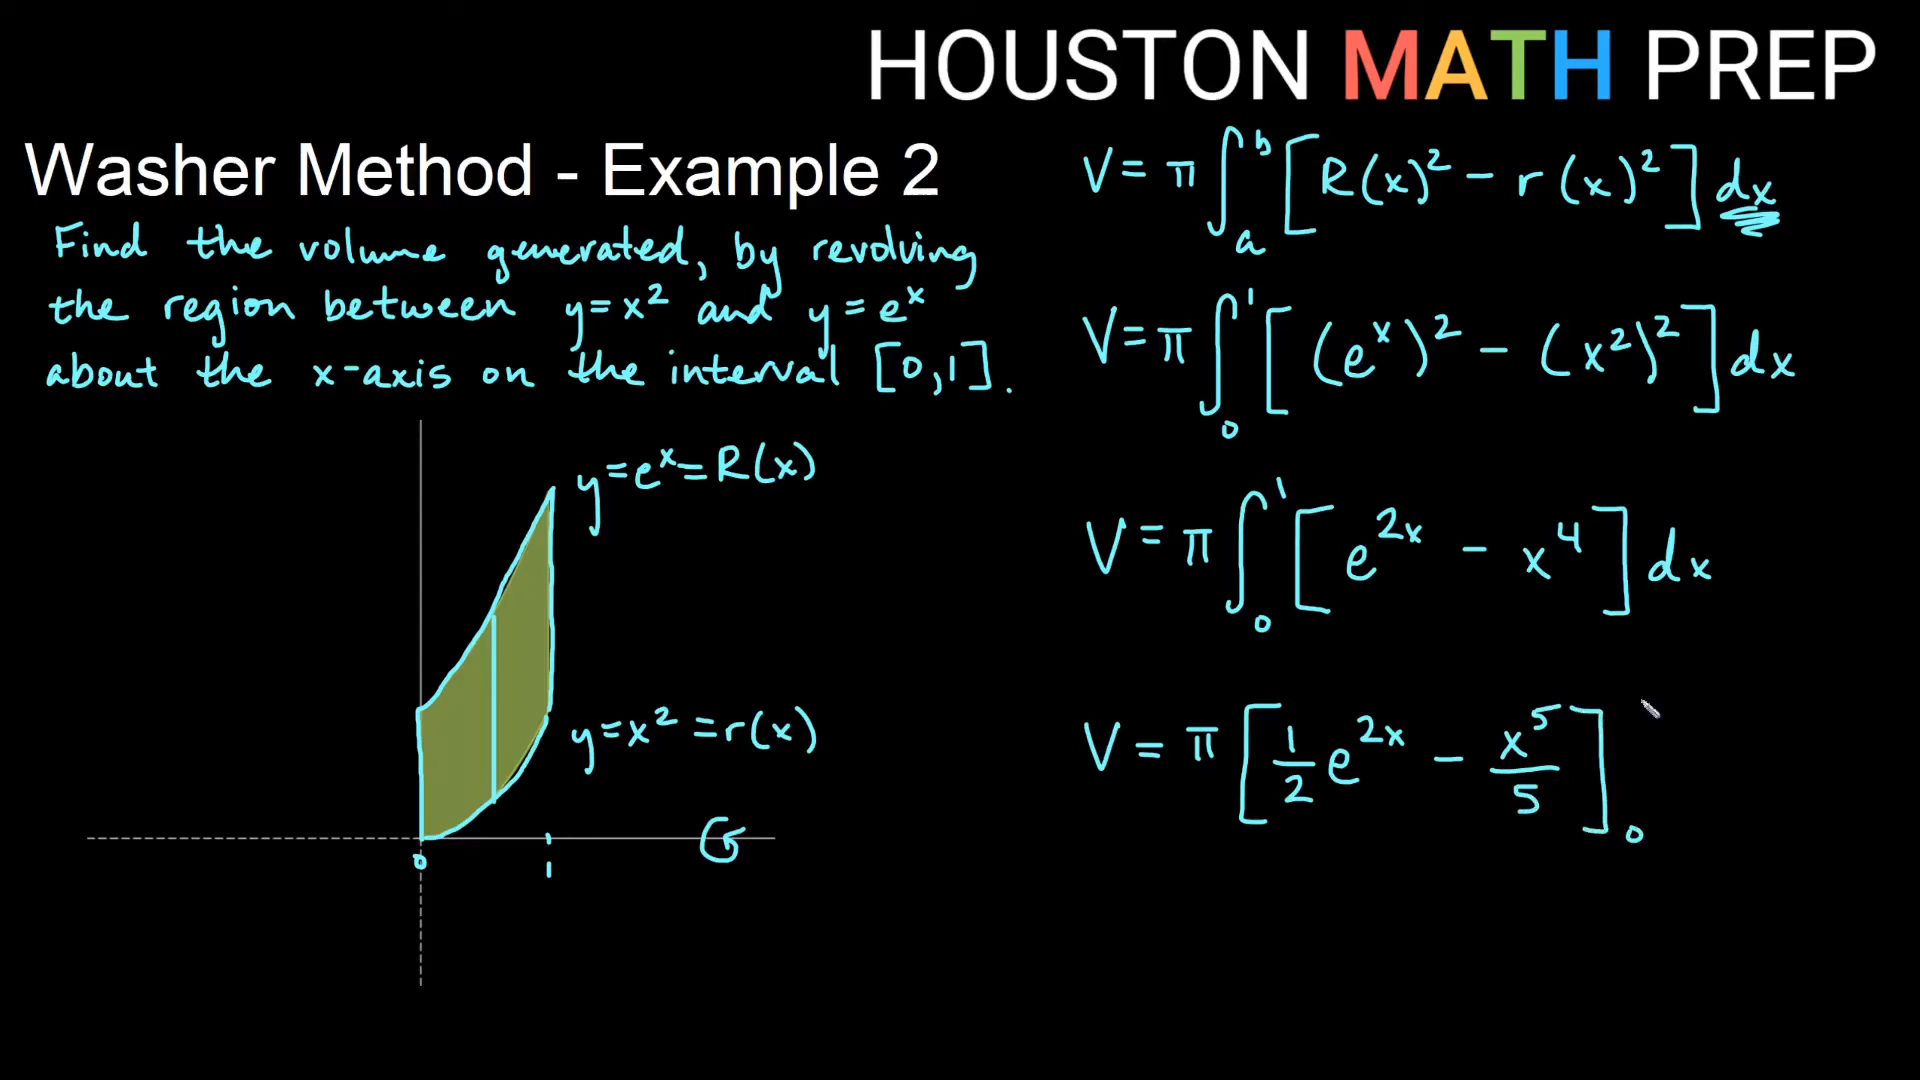 HOUSTON MATH PREP
Washer Method - Example 2
Find the volume generated, by revolving
the region between y=x² and y=eˣ
about the x-axis on the interval [0,1].
y=eˣ=R(x)
y=x²=r(x)
0
1
V=π∫ₐᵇ[R(x)²-r(x)²]dx
V=π∫₀¹[(eˣ)²-(x²)²]dx
V=π∫₀¹[e²ˣ-x⁴]dx
V=π[1/2 e²ˣ-x⁵/5]₀